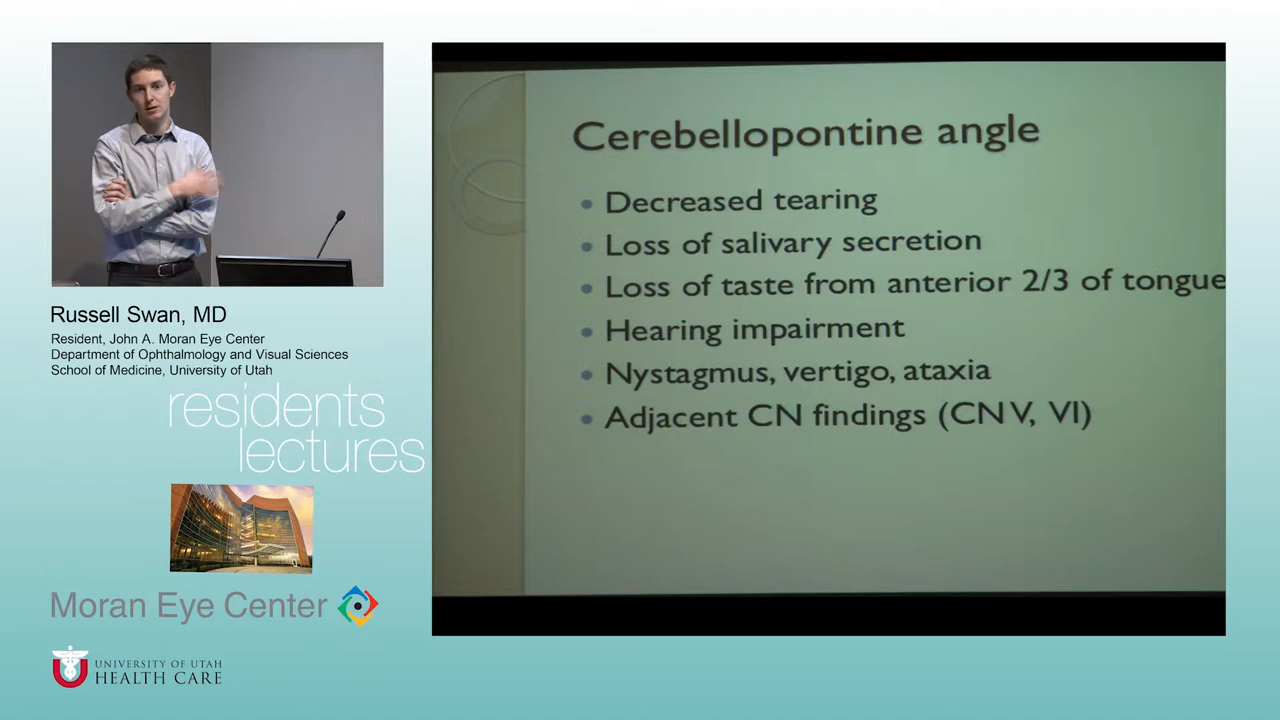 Cerebellopontine angle
Decreased tearing
Loss of salivary secretion
Loss of taste from anterior 2/3 of tongue
Hearing impairment
Nystagmus, vertigo, ataxia
Adjacent CN findings (CN V, VI)
Russell Swan, MD
Resident, John A. Moran Eye Center
Department of Ophthalmology and Visual Sciences
School of Medicine, University of Utah
residents
lectures
Moran Eye Center
UNIVERSITY OF UTAH
HEALTH CARE